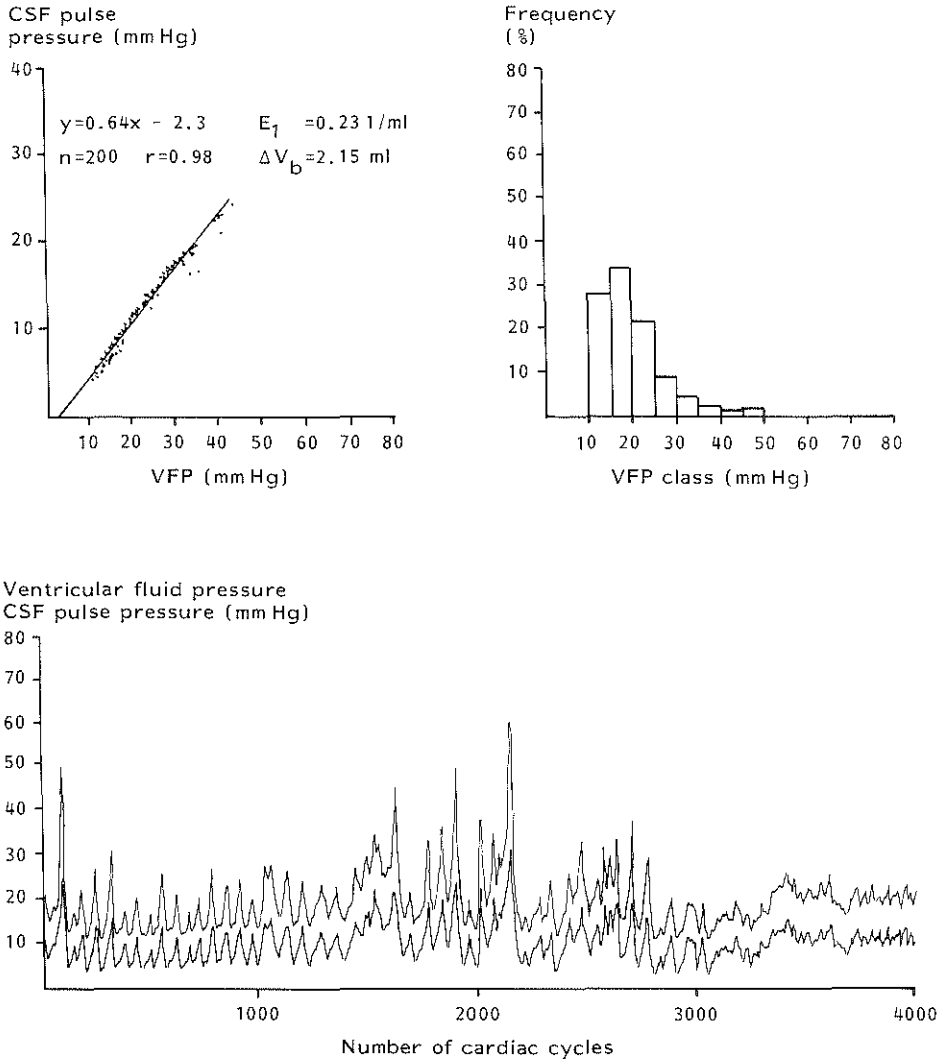 CSF pulse
pressure (mm Hg)
40
30
20
10
y=0.64x - 2.3 E1 =0.23 1/ml
n=200 r=0.98 ΔVb=2.15 ml
10 20 30 40 50 60 70 80
VFP (mm Hg)
Frequency
(%)
80
70
60
50
40
30
20
10
10 20 30 40 50 60 70 80
VFP class (mm Hg)
Ventricular fluid pressure
CSF pulse pressure (mm Hg)
80
70
60
50
40
30
20
10
1000 2000 3000 4000
Number of cardiac cycles